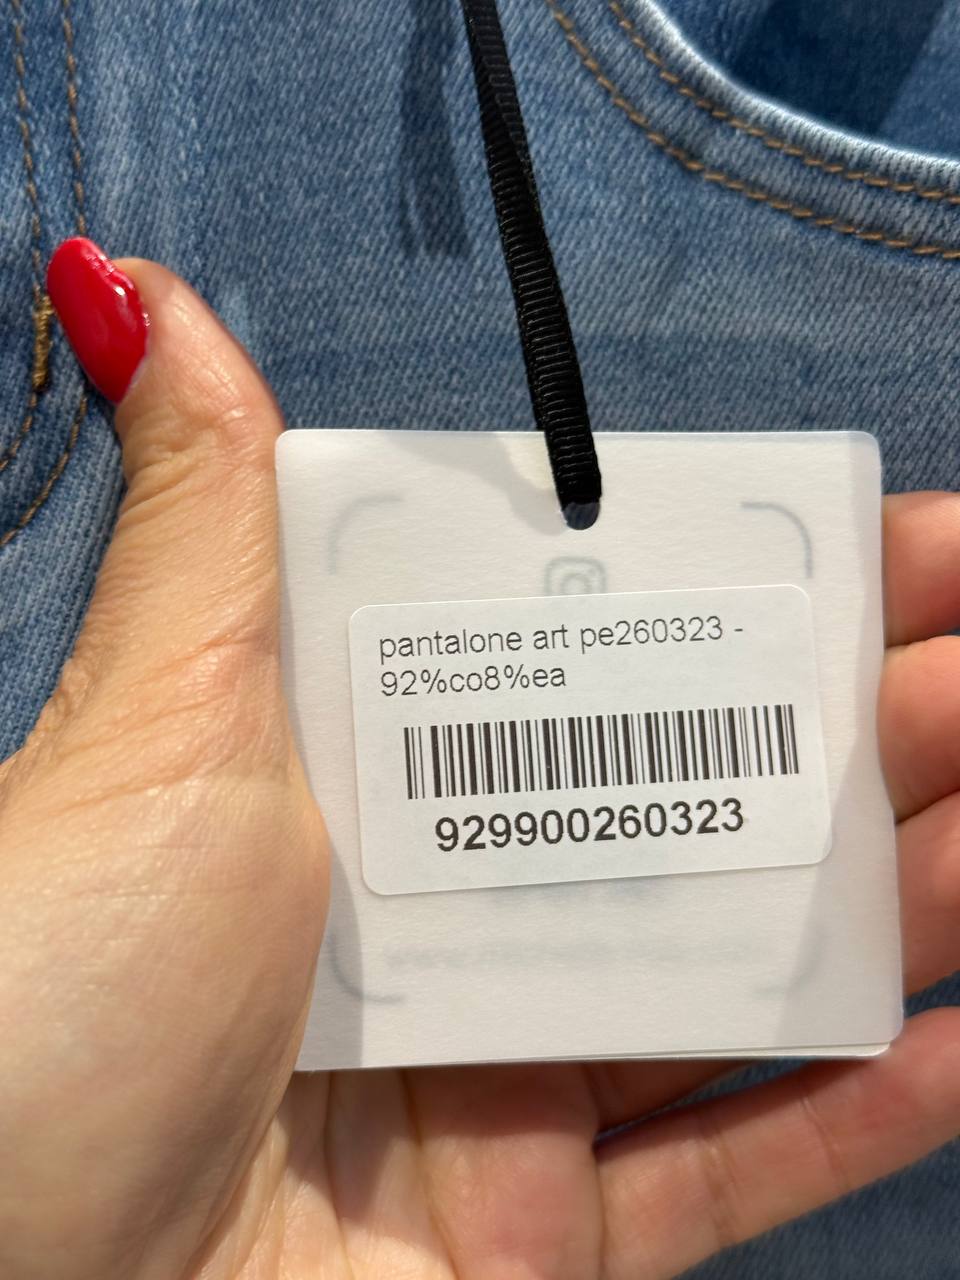 pantalone art pe260323 -
92%co8%ea
929900260323